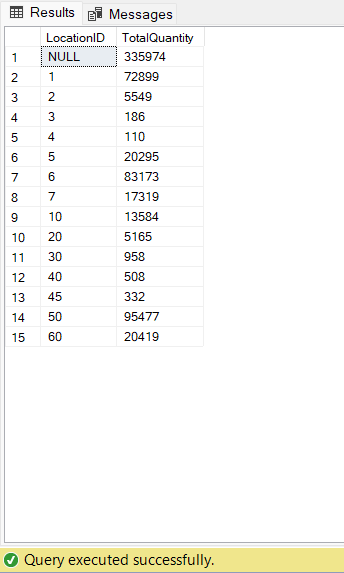 Results Messages
LocationID TotalQuantity
1 NULL 335974
2 1 72899
3 2 5549
4 3 186
5 4 110
6 5 20295
7 6 83173
8 7 17319
9 10 13584
10 20 5165
11 30 958
12 40 508
13 45 332
14 50 95477
15 60 20419
Query executed successfully.